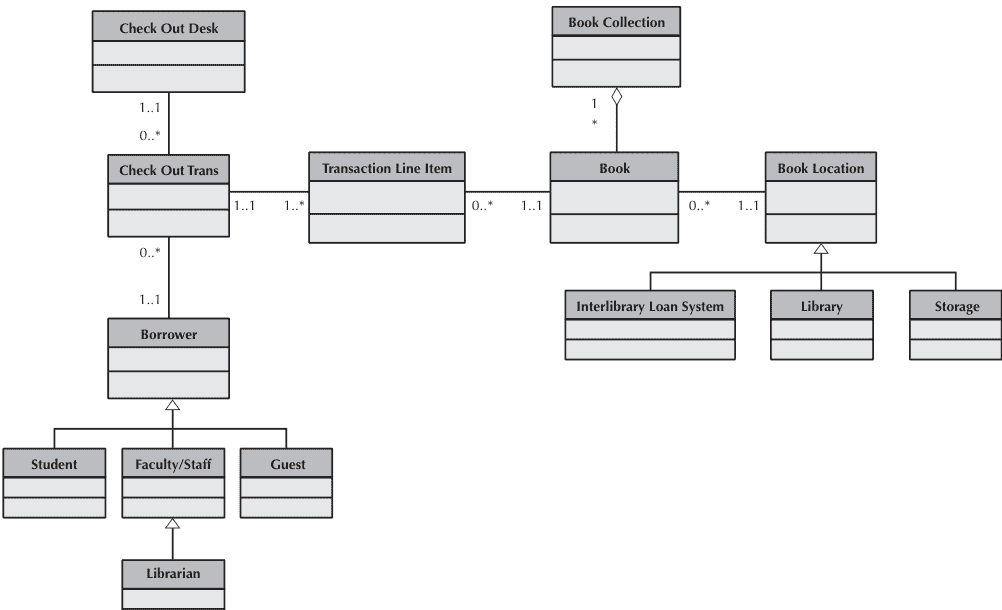 Check Out Desk
Book Collection
1..1
0..*
1
*
Check Out Trans
Transaction Line Item
Book
Book Location
1..1
1..*
0..*
1..1
0..*
1..1
0..*
1..1
Interlibrary Loan System
Library
Storage
Borrower
Student
Faculty/Staff
Guest
Librarian